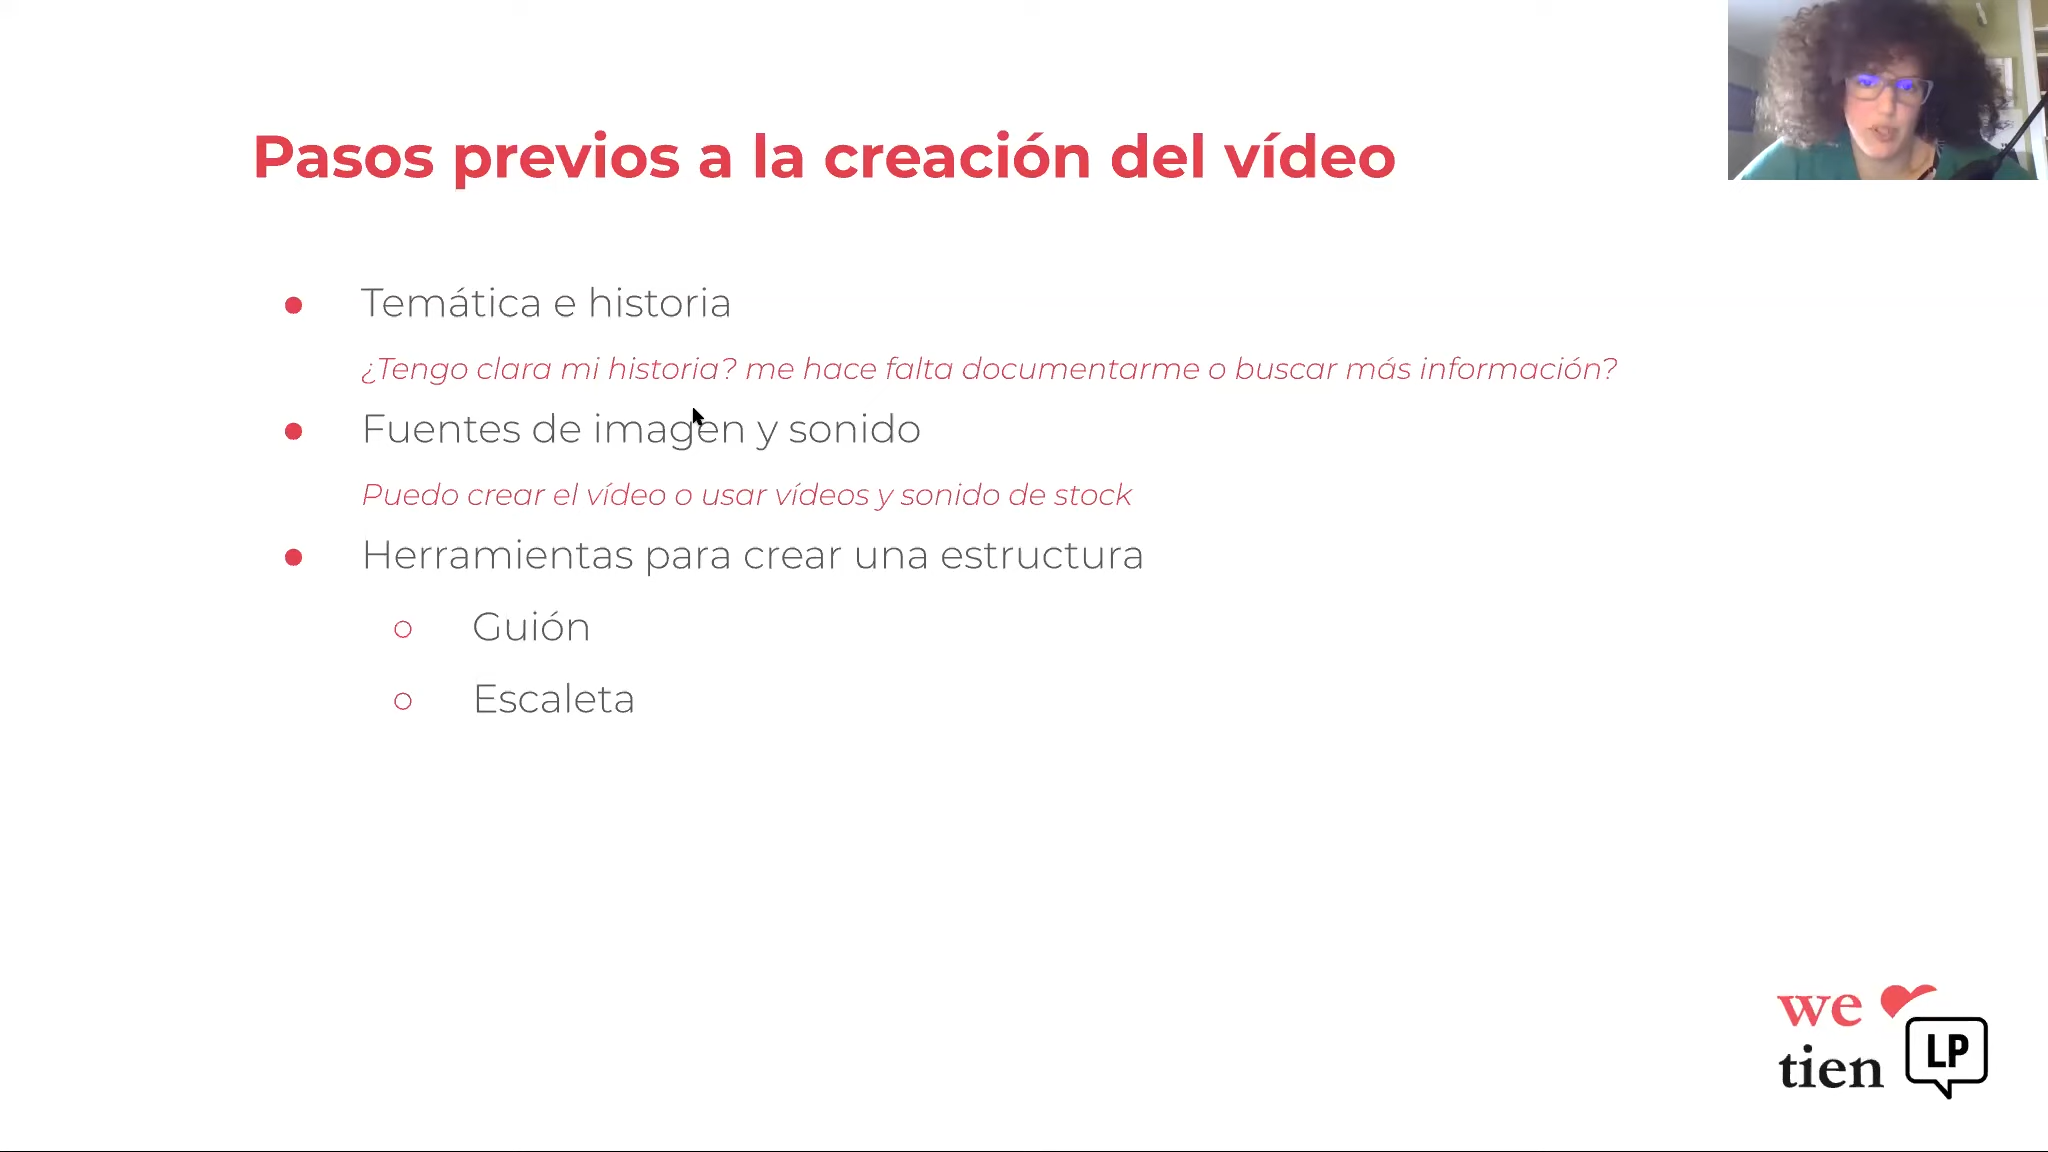 Pasos previos a la creación del vídeo
Temática e historia
¿Tengo clara mi historia? me hace falta documentarme o buscar más información?
Fuentes de imagen y sonido
Puedo crear el vídeo o usar vídeos y sonido de stock
Herramientas para crear una estructura
Guión
Escaleta
we
tien
LP